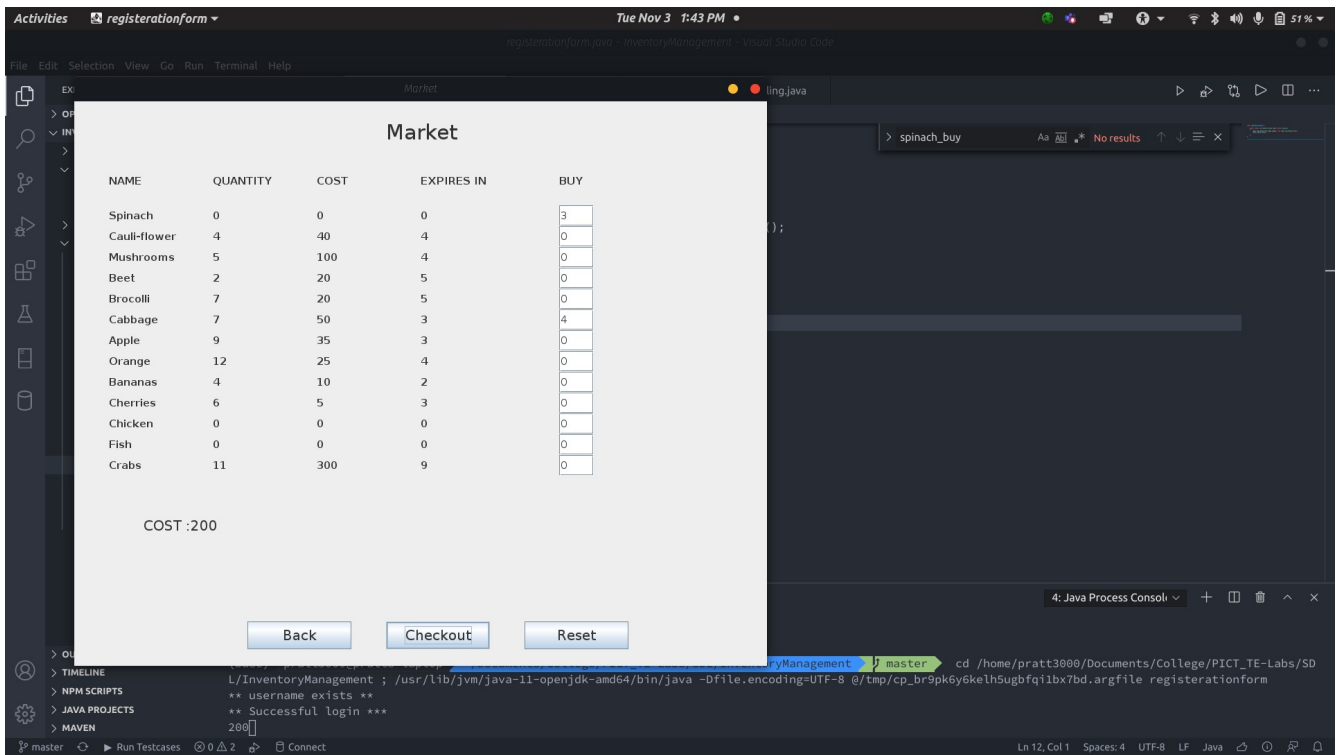 Activities registerationform Tue Nov 3 1:43 PM 51%
registerationform.java - InventoryManagement - Visual Studio Code
File Edit Selection View Go Run Terminal Help
Market
ling.java
Market
spinach_buy Aa Abl .* No results
NAME QUANTITY COST EXPIRES IN BUY
Spinach 0 0 0 3
Cauli-flower 4 40 4 0
();
Mushrooms 5 100 4 0
Beet 2 20 5 0
Brocolli 7 20 5 0
Cabbage 7 50 3 4
Apple 9 35 3 0
Orange 12 25 4 0
Bananas 4 10 2 0
Cherries 6 5 3 0
Chicken 0 0 0 0
Fish 0 0 0 0
Crabs 11 300 9 0
COST :200
4: Java Process Consol
Back Checkout Reset
OU
ryManagement master cd /home/pratt3000/Documents/College/PICT_TE-Labs/SD
TIMELINE
L/InventoryManagement ; /usr/lib/jvm/java-11-openjdk-amd64/bin/java -Dfile.encoding=UTF-8 @/tmp/cp_br9pk6y6kelh5ugbfqi1bx7bd.argfile registerationform
NPM SCRIPTS
** username exists **
JAVA PROJECTS
** Successful login ***
MAVEN
200
master Run Testcases 0 2 Connect Ln 12, Col 1 Spaces: 4 UTF-8 LF Java